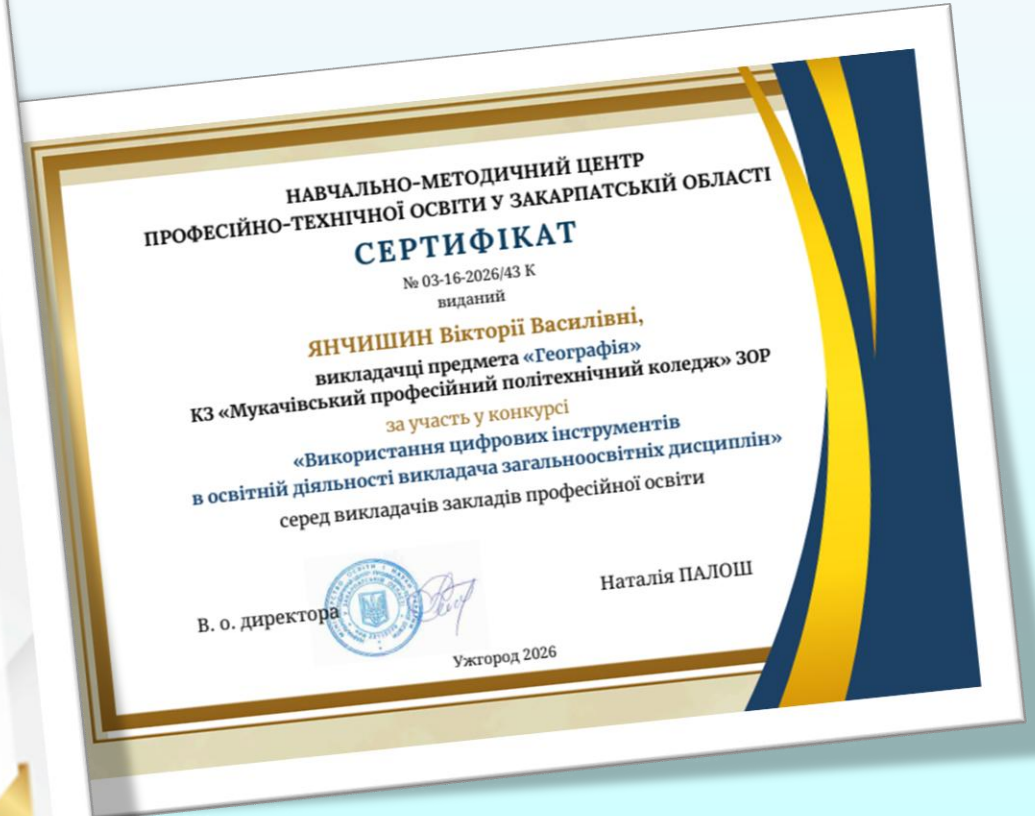 НАВЧАЛЬНО-МЕТОДИЧНИЙ ЦЕНТР
ПРОФЕСІЙНО-ТЕХНІЧНОЇ ОСВІТИ У ЗАКАРПАТСЬКІЙ ОБЛАСТІ
СЕРТИФІКАТ
№ 03-16-2026/43 К
виданий
ЯНЧИШИН Вікторії Василівні,
викладачці предмета «Географія»
КЗ «Мукачівський професійний політехнічний коледж» ЗОР
за участь у конкурсі
«Використання цифрових інструментів
в освітній діяльності викладача загальноосвітніх дисциплін»
серед викладачів закладів професійної освіти
В. о. директора
Наталія ПАЛОШ
Ужгород 2026